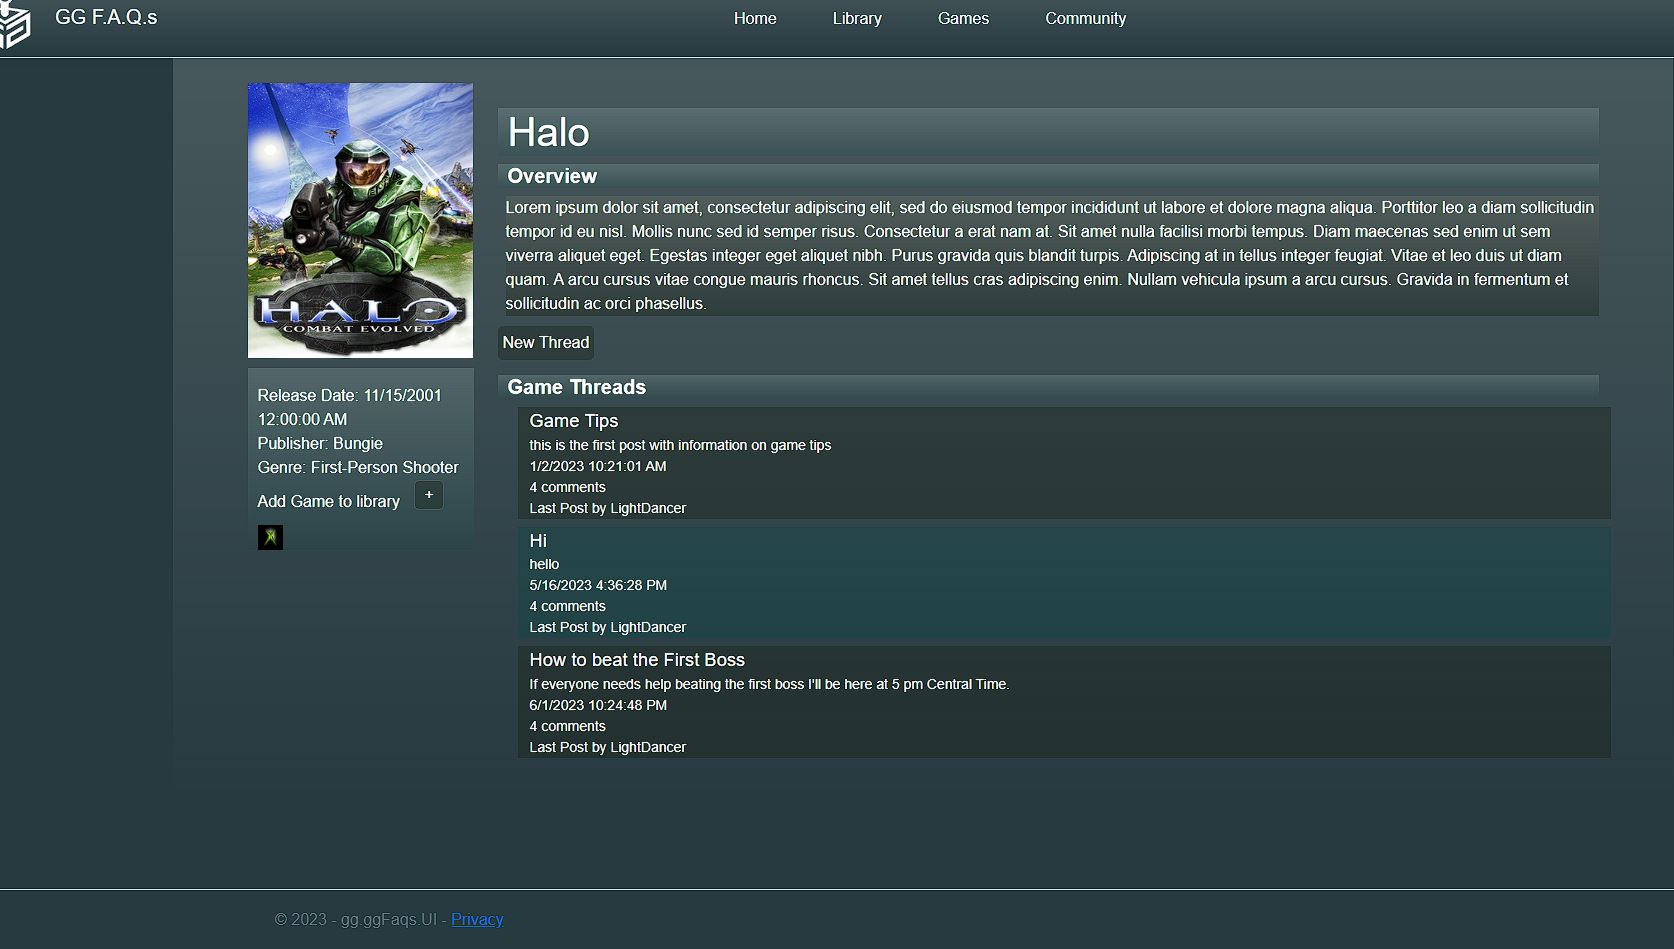 GG F.A.Q.s
Home Library Games Community
HALO
COMBAT EVOLVED
Release Date: 11/15/2001
12:00:00 AM
Publisher: Bungie
Genre: First-Person Shooter
Add Game to library +
Halo
Overview
Lorem ipsum dolor sit amet, consectetur adipiscing elit, sed do eiusmod tempor incididunt ut labore et dolore magna aliqua. Porttitor leo a diam sollicitudin
tempor id eu nisl. Mollis nunc sed id semper risus. Consectetur a erat nam at. Sit amet nulla facilisi morbi tempus. Diam maecenas sed enim ut sem
viverra aliquet eget. Egestas integer eget aliquet nibh. Purus gravida quis blandit turpis. Adipiscing at in tellus integer feugiat. Vitae et leo duis ut diam
quam. A arcu cursus vitae congue mauris rhoncus. Sit amet tellus cras adipiscing enim. Nullam vehicula ipsum a arcu cursus. Gravida in fermentum et
sollicitudin ac orci phasellus.
New Thread
Game Threads
Game Tips
this is the first post with information on game tips
1/2/2023 10:21:01 AM
4 comments
Last Post by LightDancer
Hi
hello
5/16/2023 4:36:28 PM
4 comments
Last Post by LightDancer
How to beat the First Boss
If everyone needs help beating the first boss I'll be here at 5 pm Central Time.
6/1/2023 10:24:48 PM
4 comments
Last Post by LightDancer
© 2023 - gg.ggFaqs.UI - Privacy